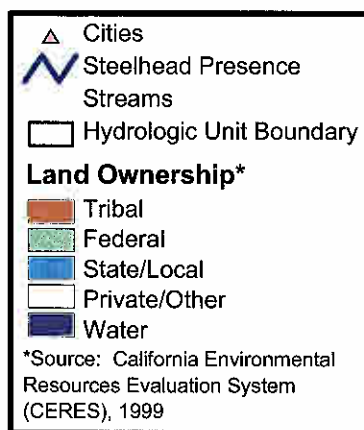 Cities
Steelhead Presence
Streams
Hydrologic Unit Boundary
Land Ownership*
Tribal
Federal
State/Local
Private/Other
Water
*Source: California Environmental
Resources Evaluation System
(CERES), 1999